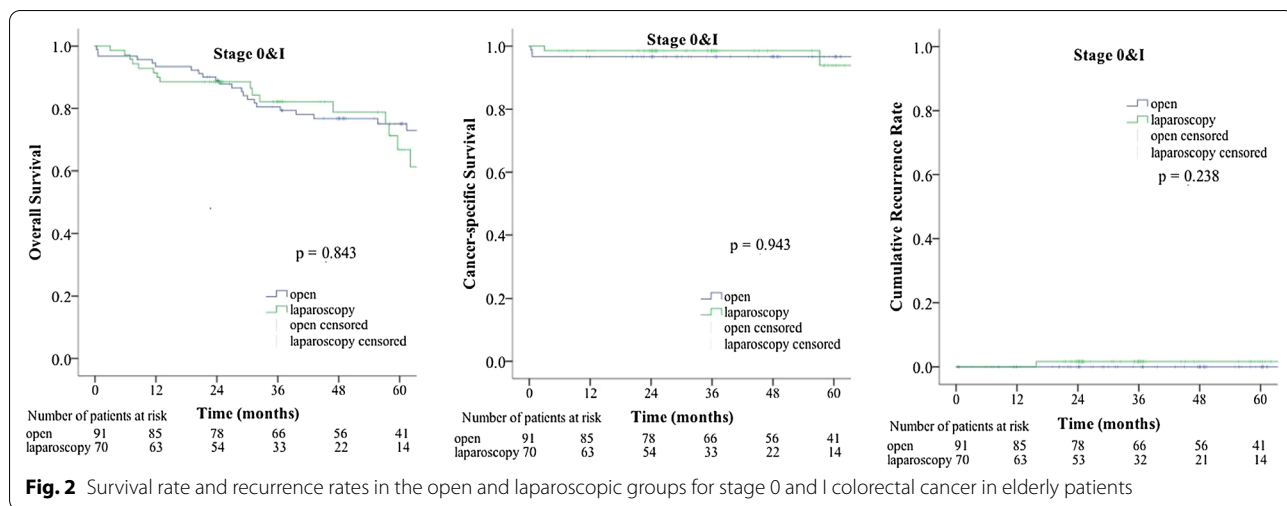 Stage 0&I
Overall Survival
1.0
0.8
0.6
0.4
0.2
0.0
p = 0.843
open
laparoscopy
open censored
laparoscopy censored
0 12 24 36 48 60
Number of patients at risk Time (months)
open 91 85 78 66 56 41
laparoscopy 70 63 54 33 22 14
Stage 0&I
Cancer-specific Survival
1.0
0.8
0.6
0.4
0.2
0.0
p = 0.943
open
laparoscopy
open censored
laparoscopy censored
0 12 24 36 48 60
Number of patients at risk Time (months)
open 91 85 78 66 56 41
laparoscopy 70 63 54 33 22 14
Stage 0&I
Cumulative Recurrence Rate
1.0
0.8
0.6
0.4
0.2
0.0
open
laparoscopy
open censored
laparoscopy censored
p = 0.238
0 12 24 36 48 60
Number of patients at risk Time (months)
open 91 85 78 66 56 41
laparoscopy 70 63 53 32 21 14
Fig. 2 Survival rate and recurrence rates in the open and laparoscopic groups for stage 0 and I colorectal cancer in elderly patients